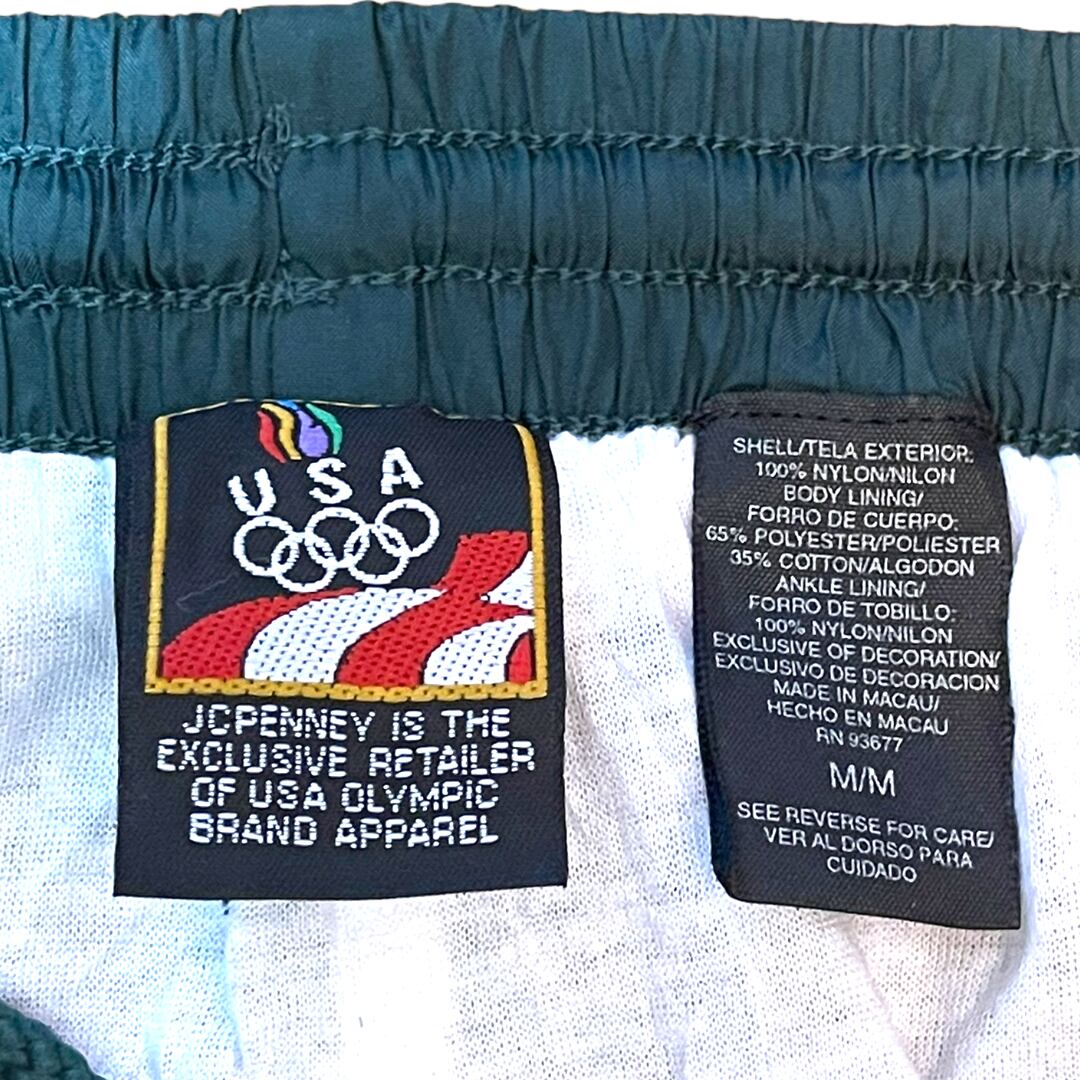 USA
JCPENNEY IS THE
EXCLUSIVE RETAILER
OF USA OLYMPIC
BRAND APPAREL
SHELL/TELA EXTERIOR:
100% NYLON/NILON
BODY LINING/
FORRO DE CUERPO:
65% POLYESTER/POLIESTER
35% COTTON/ALGODON
ANKLE LINING/
FORRO DE TOBILLO:
100% NYLON/NILON
EXCLUSIVE OF DECORATION/
EXCLUSIVO DE DECORACION
MADE IN MACAU/
HECHO EN MACAU
RN 93677
M/M
SEE REVERSE FOR CARE/
VER AL DORSO PARA
CUIDADO